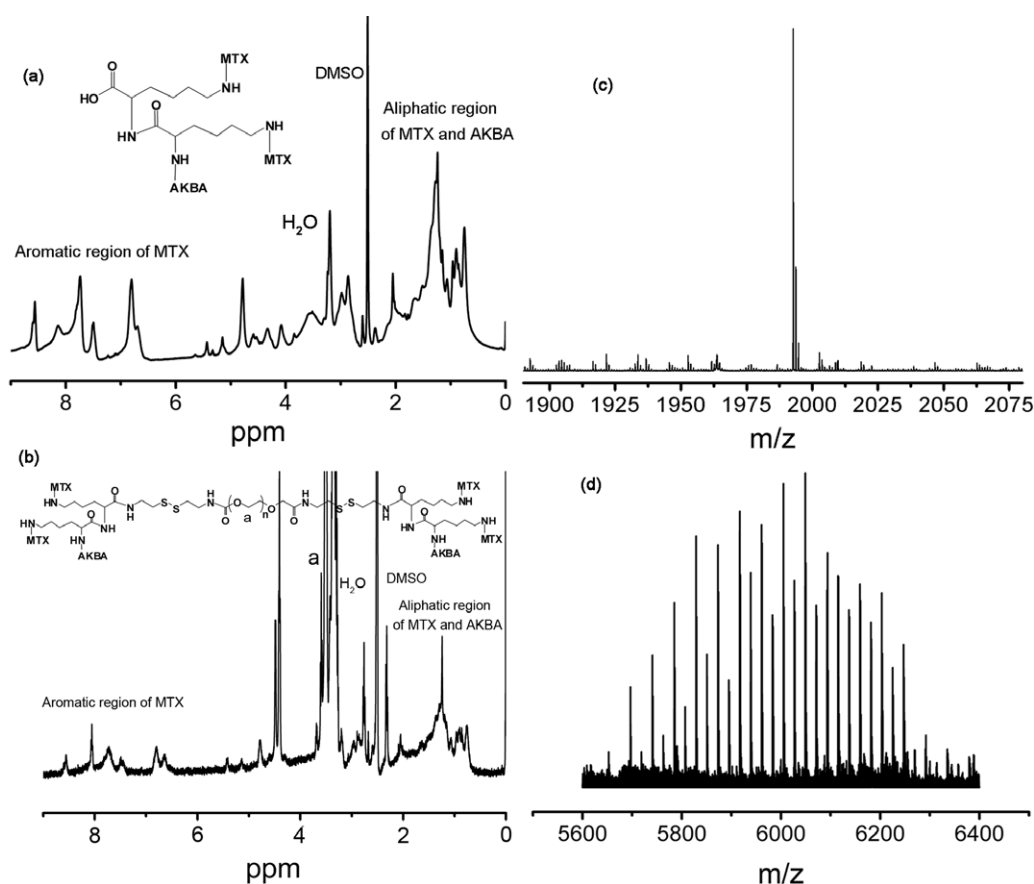 (a)
MTX
O
HO
NH
O
HN
NH
NH
MTX
AKBA
DMSO
Aliphatic region
of MTX and AKBA
H2O
Aromatic region of MTX
8 6 4 2 0
ppm
(c)
1900 1925 1950 1975 2000 2025 2050 2075
m/z
(b)
MTX
HN
O
N
H
S
S
H
N
O
O
a
n
O
O
N
H
S
S
H
N
O
MTX
NH
HN
MTX
O
NH
NH
AKBA
HN
O
NH
AKBA
NH
MTX
a
H2O
DMSO
Aliphatic region
of MTX and AKBA
Aromatic region of MTX
8 6 4 2 0
ppm
(d)
5600 5800 6000 6200 6400
m/z